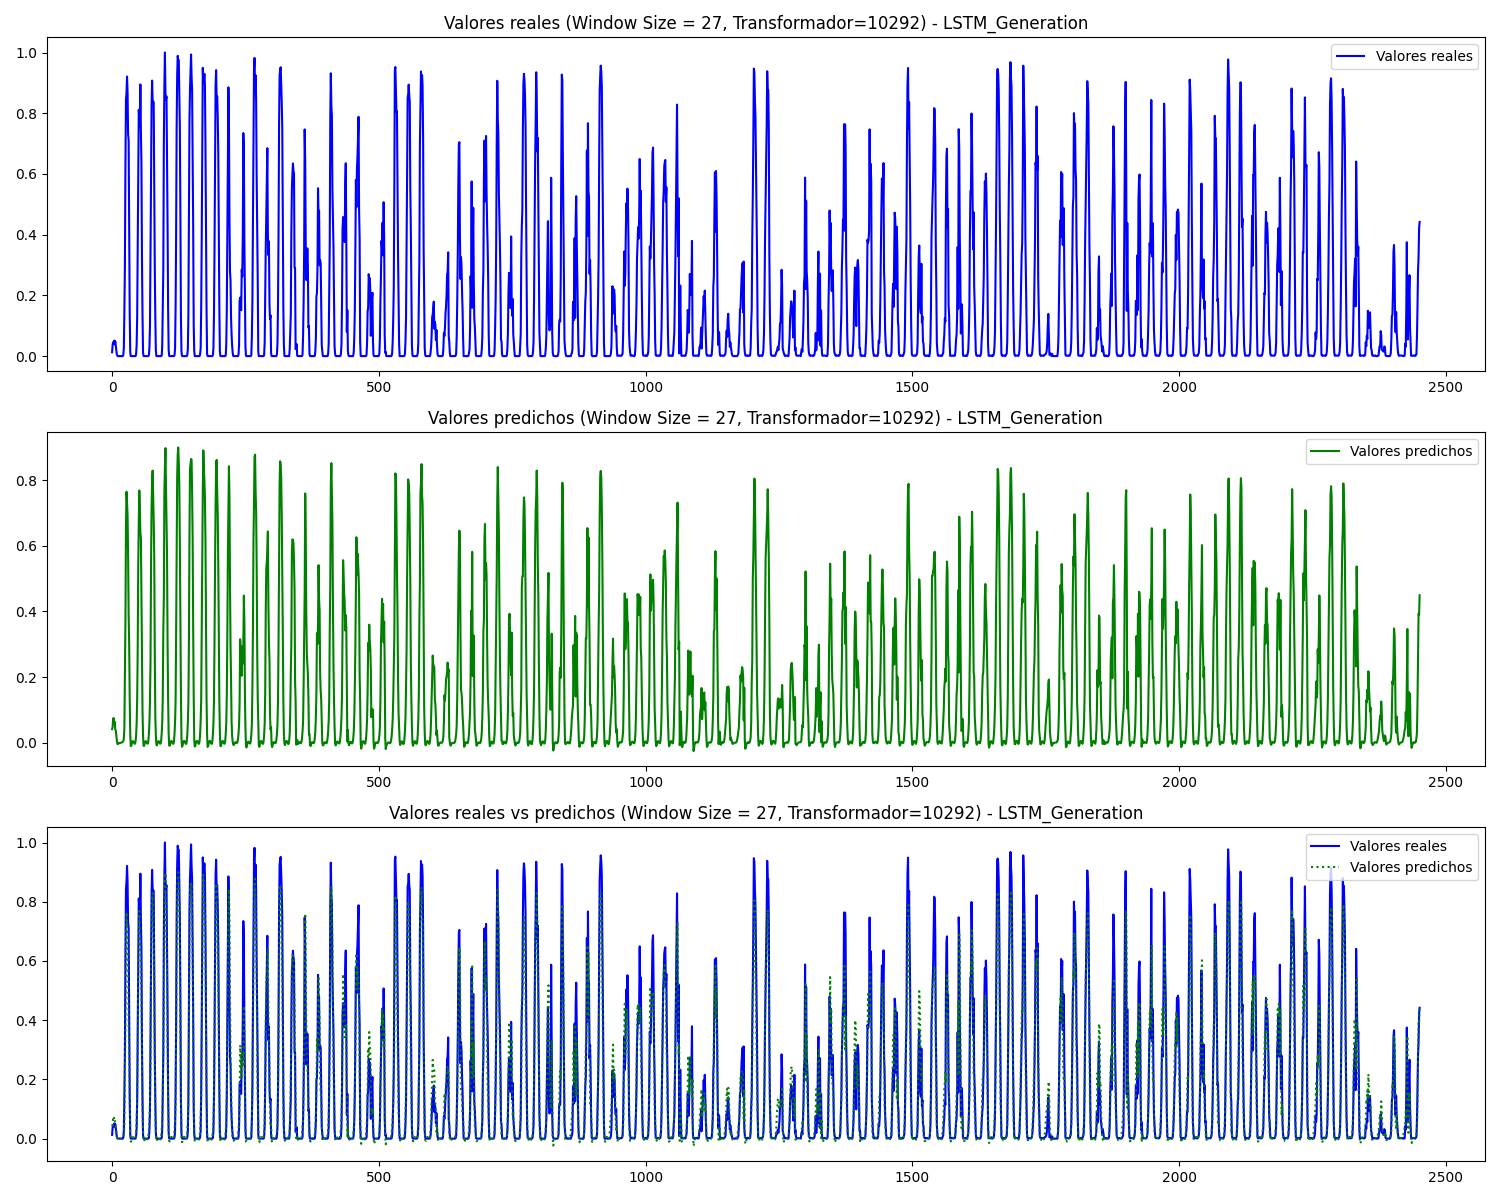 Valores reales (Window Size = 27, Transformador=10292) - LSTM_Generation
Valores reales
1.0
0.8
0.6
0.4
0.2
0.0
0 500 1000 1500 2000 2500
Valores predichos (Window Size = 27, Transformador=10292) - LSTM_Generation
Valores predichos
0.8
0.6
0.4
0.2
0.0
0 500 1000 1500 2000 2500
Valores reales vs predichos (Window Size = 27, Transformador=10292) - LSTM_Generation
Valores reales
Valores predichos
1.0
0.8
0.6
0.4
0.2
0.0
0 500 1000 1500 2000 2500